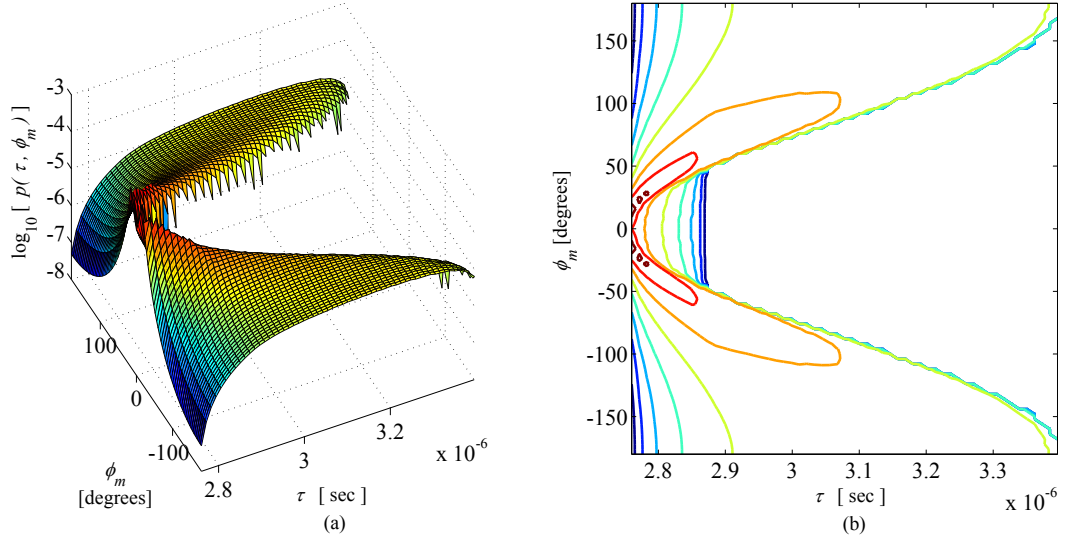 -3
-4
-5
-6
-7
-8
log10 [ p( τ, ϕm) ]
100
0
-100
ϕm
[degrees]
2.8
3
3.2
x 10^-6
τ [ sec ]
(a)
150
100
50
0
-50
-100
-150
ϕm [degrees]
2.8 2.9 3 3.1 3.2 3.3
x 10^-6
τ [ sec ]
(b)